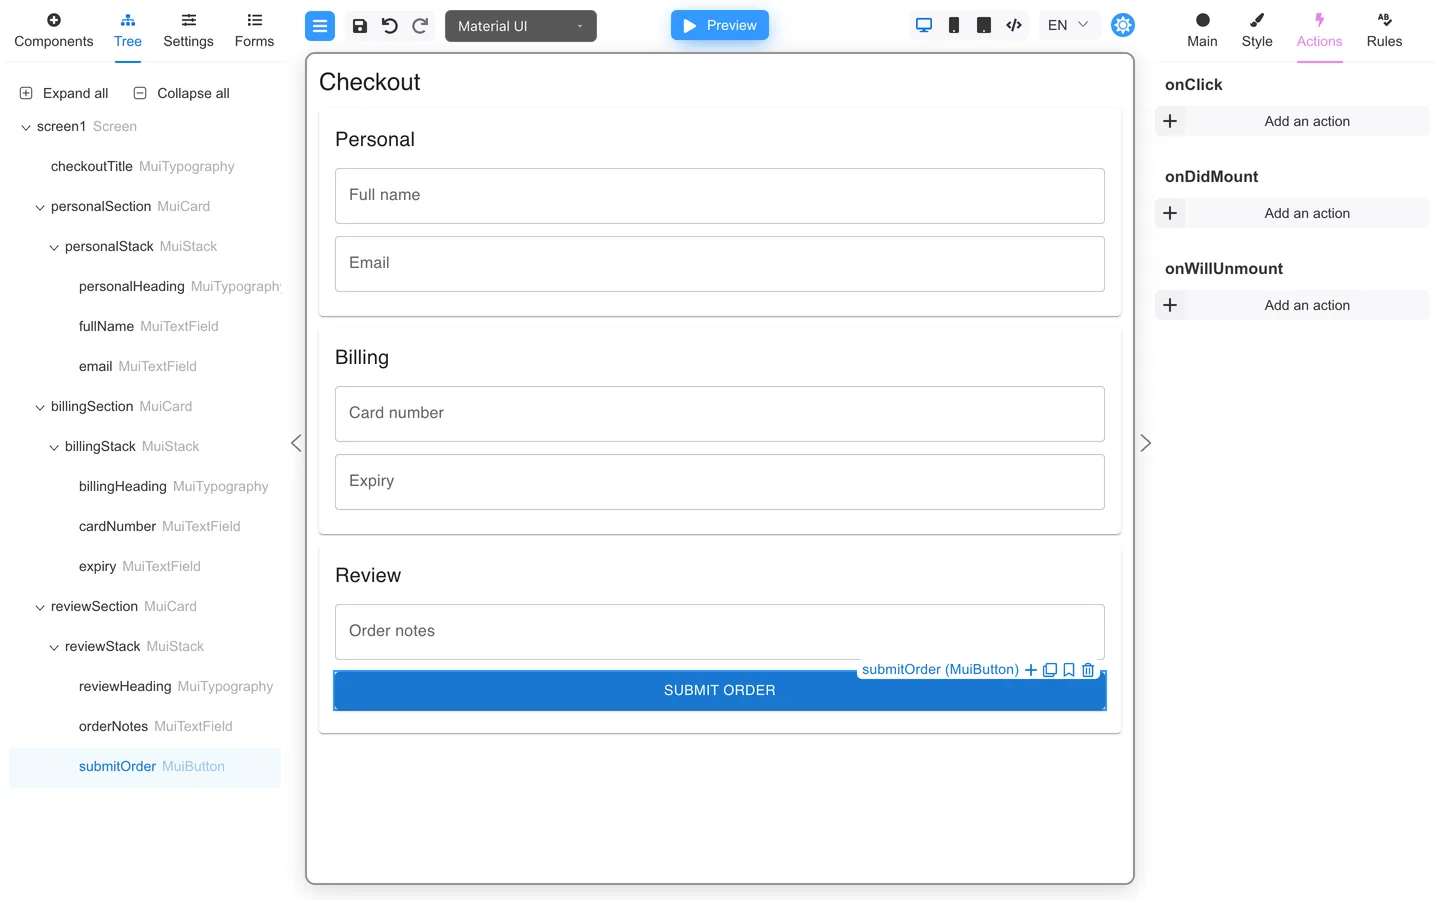 Components
Tree
Settings
Forms
Material UI
Preview
EN
Main
Style
Actions
AB
Rules
Expand all
Collapse all
screen1 Screen
checkoutTitle MuiTypography
personalSection MuiCard
personalStack MuiStack
personalHeading MuiTypography
fullName MuiTextField
email MuiTextField
billingSection MuiCard
billingStack MuiStack
billingHeading MuiTypography
cardNumber MuiTextField
expiry MuiTextField
reviewSection MuiCard
reviewStack MuiStack
reviewHeading MuiTypography
orderNotes MuiTextField
submitOrder MuiButton
Checkout
Personal
Full name
Email
Billing
Card number
Expiry
Review
Order notes
submitOrder (MuiButton)
SUBMIT ORDER
onClick
Add an action
onDidMount
Add an action
onWillUnmount
Add an action